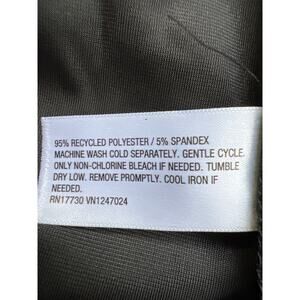 95% RECYCLED POLYESTER / 5% SPANDEX
MACHINE WASH COLD SEPARATELY. GENTLE CYCLE.
ONLY NON-CHLORINE BLEACH IF NEEDED. TUMBLE
DRY LOW. REMOVE PROMPTLY. COOL IRON IF
NEEDED.
RN17730 VN1247024